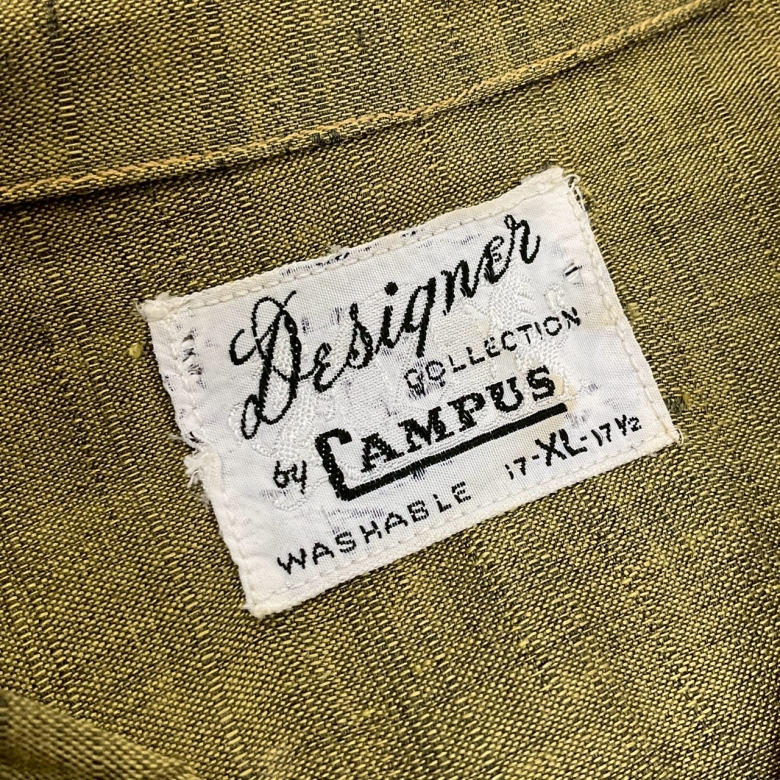 Designer
COLLECTION
by CAMPUS
WASHABLE 17-XL-17½